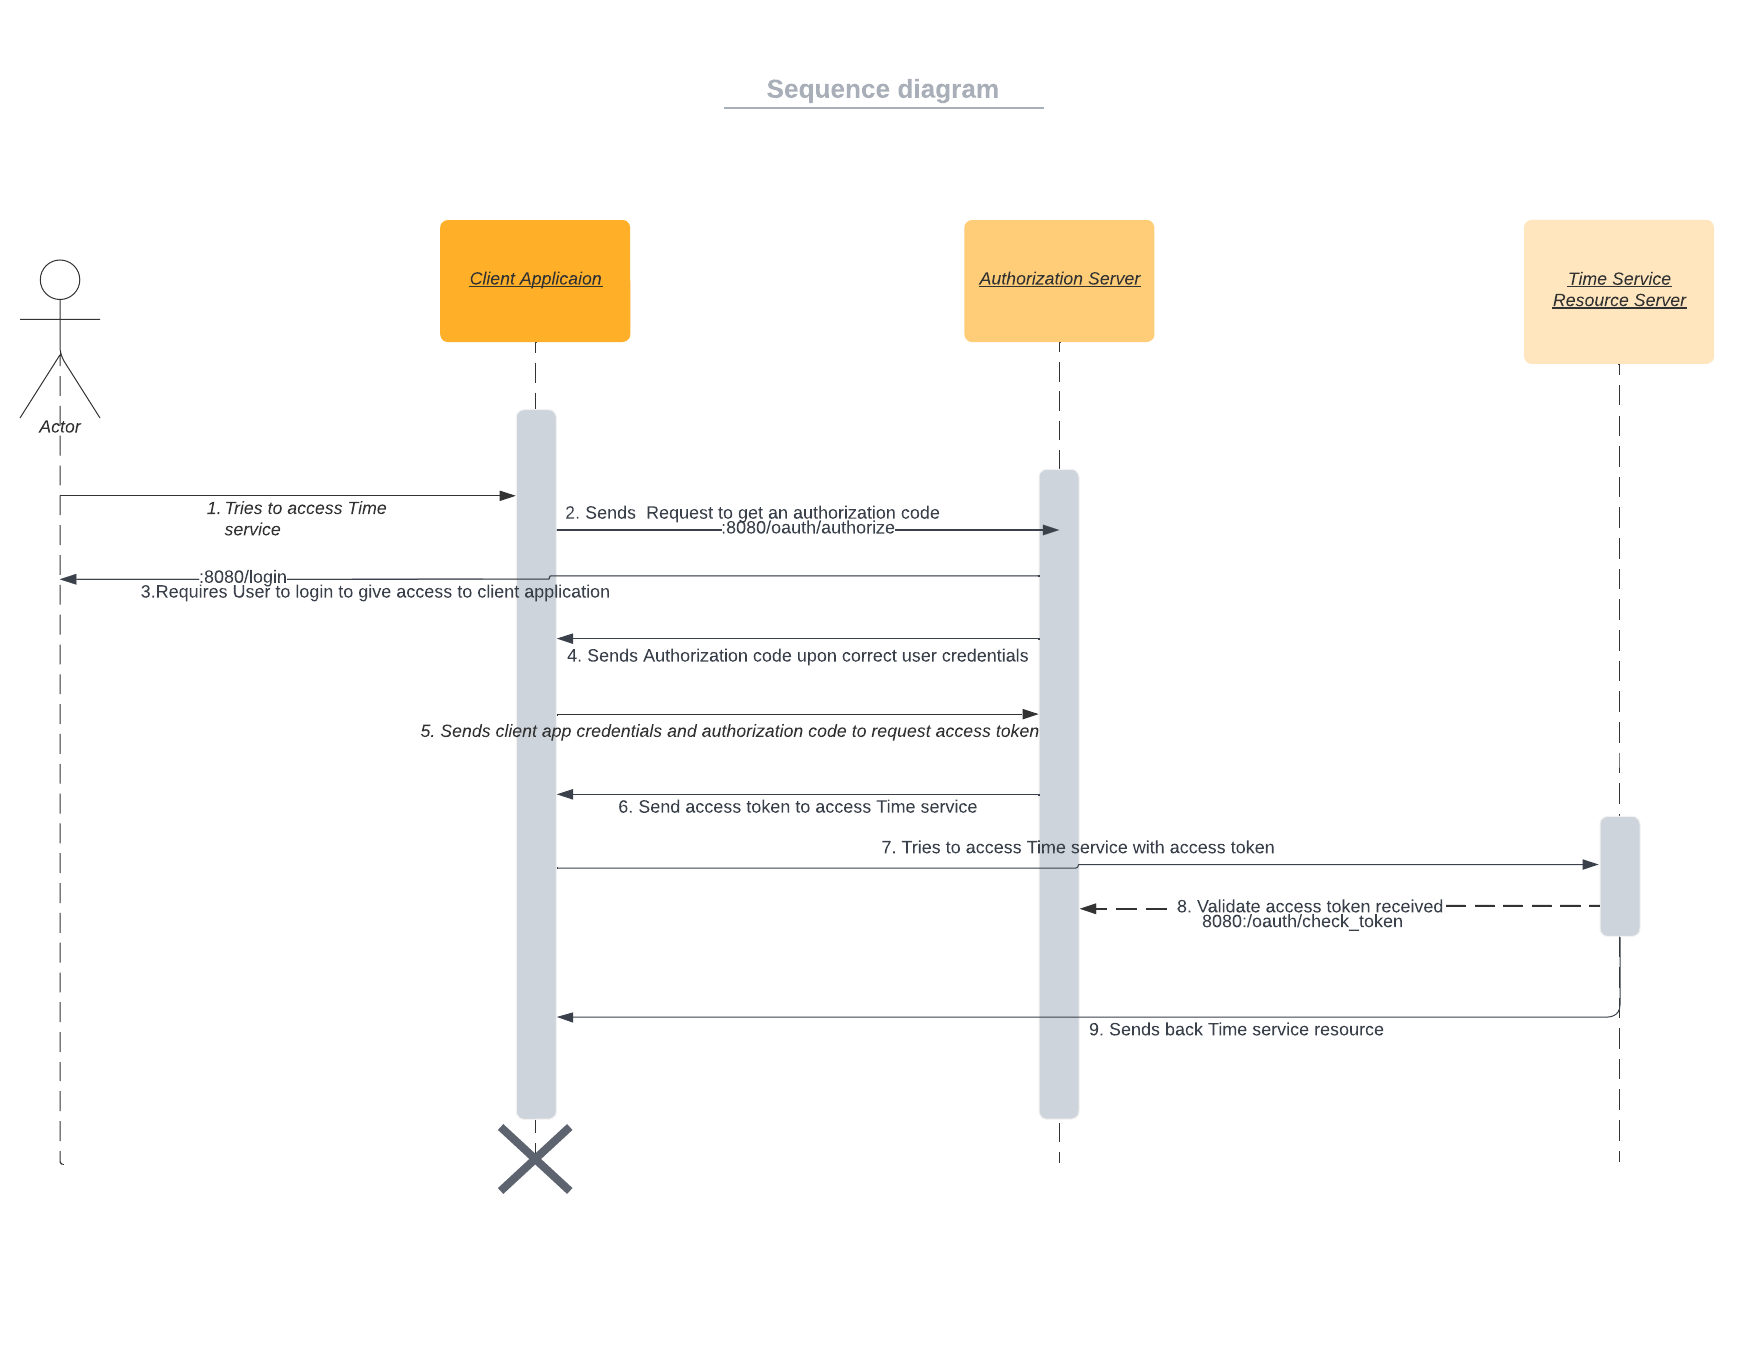 Sequence diagram
Client Applicaion
Authorization Server
Time Service
Resource Server
Actor
1. Tries to access Time
service
2. Sends  Request to get an authorization code
:8080/oauth/authorize
:8080/login
3.Requires User to login to give access to client application
4. Sends Authorization code upon correct user credentials
5. Sends client app credentials and authorization code to request access token
6. Send access token to access Time service
7. Tries to access Time service with access token
8. Validate access token received
8080:/oauth/check_token
9. Sends back Time service resource